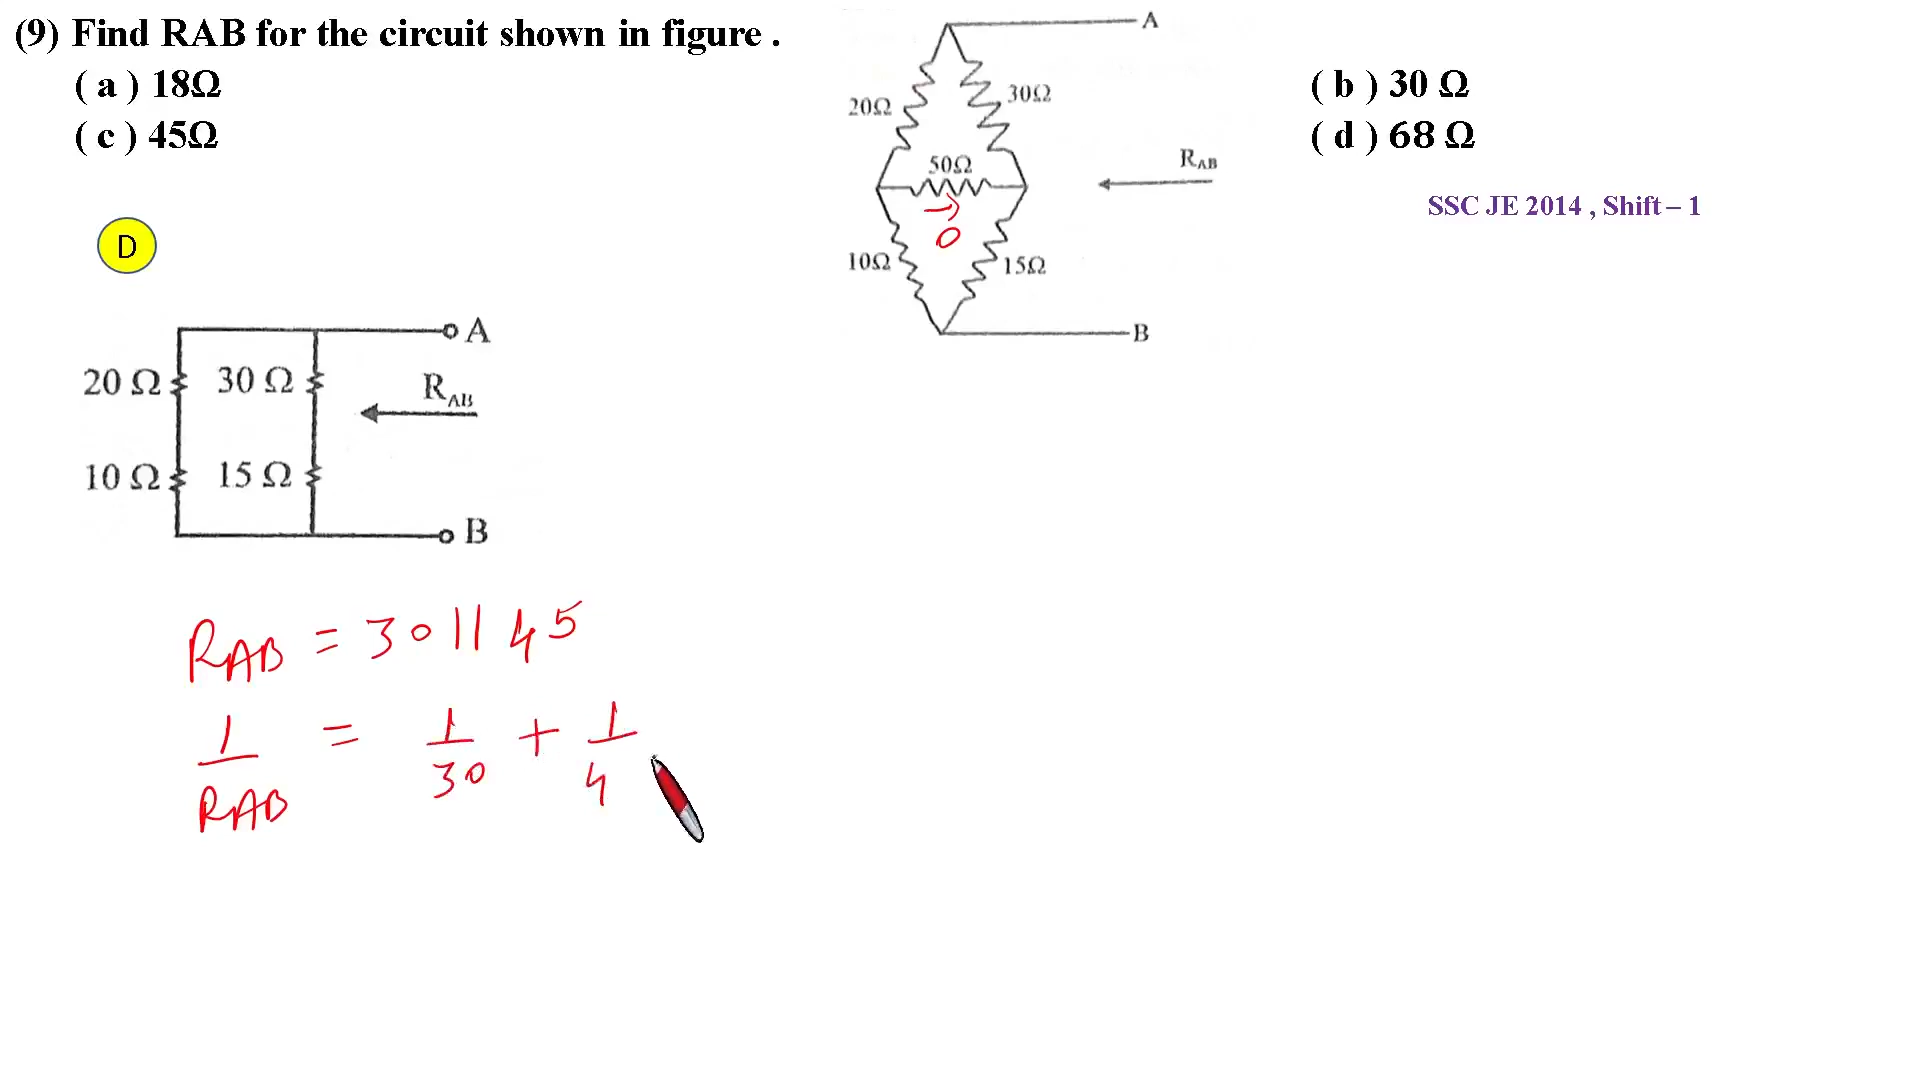 (9) Find RAB for the circuit shown in figure .
( a ) 18Ω
( b ) 30 Ω
( c ) 45Ω
( d ) 68 Ω
SSC JE 2014 , Shift – 1
A
20Ω
30Ω
50Ω
RAB
→
0
10Ω
15Ω
B
D
A
20 Ω 30 Ω
RAB
10 Ω 15 Ω
B
RAB = 30 || 45
1/RAB = 1/30 + 1/4